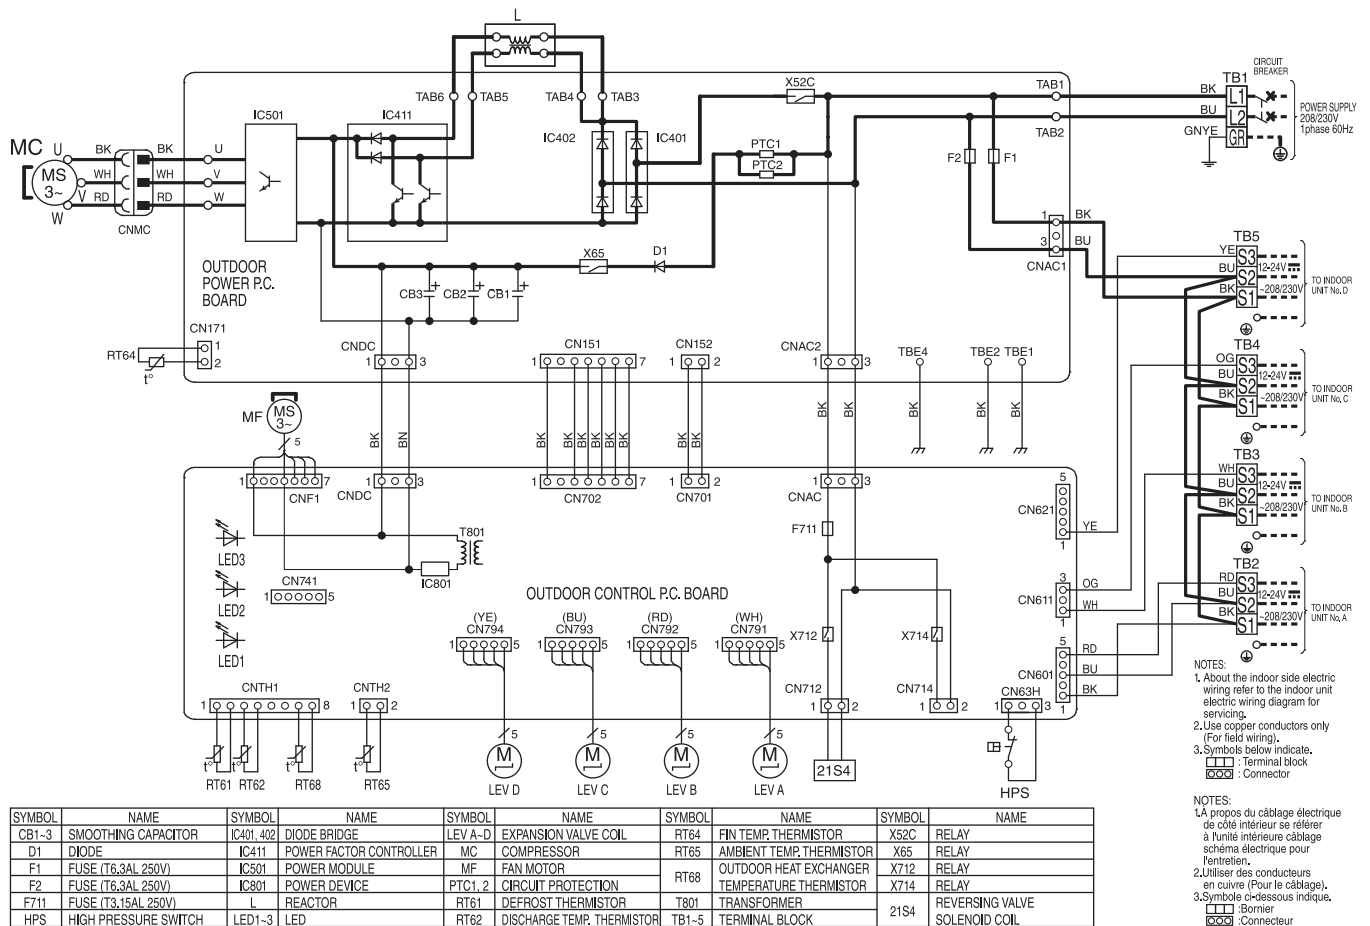 L
TAB6 TAB5 TAB4 TAB3
X52C
TAB1
TAB2
TB1
CIRCUIT
BREAKER
BK L1
BU L2
GNYE GR
POWER SUPPLY
208/230V
1phase 60Hz
IC501
IC411
IC402 IC401
PTC1
PTC2
F2 F1
MC
MS
3~
U BK BK U
V WH WH V
W RD RD W
CNMC
OUTDOOR
POWER P.C.
BOARD
X65 D1
CB3 CB2 CB1
+ + +
1 BK
3 BU
CNAC1
TB5
YE S3 12-24V
BU S2
BK S1 ~208/230V
TO INDOOR
UNIT No. D
CN171
1
2
RT64
t°
CNDC
1 3
CN151
1 7
CN152
1 2
CNAC2
1 3
TBE4 TBE2 TBE1
TB4
OG S3 12-24V
BU S2
BK S1 ~208/230V
TO INDOOR
UNIT No. C
MF
MS
3~
5
BK BN
BK BK BK BK BK BK
BK BK
BK BK
BK BK BK
1 7
CNF1
CNDC
1 3
1 7
CN702
1 2
CN701
CNAC
1 3
TB3
WH S3 12-24V
BU S2
BK S1 ~208/230V
TO INDOOR
UNIT No. B
5
CN621
1
YE
F711
T801
IC801
LED3
LED2
LED1
CN741
1 5
OUTDOOR CONTROL P.C. BOARD
3
CN611
1
OG
WH
TB2
RD S3 12-24V
BU S2
BK S1 ~208/230V
TO INDOOR
UNIT No. A
(YE)
CN794
1 5
(BU)
CN793
1 5
(RD)
CN792
1 5
(WH)
CN791
1 5
X712 X714
5
CN601
1
RD
BU
BK
CNTH1
1 8
CNTH2
1 2
CN712
1 2
CN714
1 2
CN63H
1 3
5 5 5 5
M M M M
t° t° t° t°
RT61 RT62 RT68 RT65
LEV D LEV C LEV B LEV A
21S4
HPS
NOTES:
1. About the indoor side electric
wiring refer to the indoor unit
electric wiring diagram for
servicing.
2. Use copper conductors only
(For field wiring).
3. Symbols below indicate.
: Terminal block
: Connector
NOTES:
1.A propos du câblage électrique
de côté intérieur se référer
à l'unité intérieure câblage
schéma électrique pour
l'entretien.
2.Utiliser des conducteurs
en cuivre (Pour le câblage).
3.Symbole ci-dessous indique.
:Bornier
:Connecteur
SYMBOL NAME SYMBOL NAME SYMBOL NAME SYMBOL NAME SYMBOL NAME
CB1~3 SMOOTHING CAPACITOR IC401, 402 DIODE BRIDGE LEV A~D EXPANSION VALVE COIL RT64 FIN TEMP. THERMISTOR X52C RELAY
D1 DIODE IC411 POWER FACTOR CONTROLLER MC COMPRESSOR RT65 AMBIENT TEMP. THERMISTOR X65 RELAY
F1 FUSE (T6.3AL 250V) IC501 POWER MODULE MF FAN MOTOR RT68 OUTDOOR HEAT EXCHANGER X712 RELAY
F2 FUSE (T6.3AL 250V) IC801 POWER DEVICE PTC1, 2 CIRCUIT PROTECTION TEMPERATURE THERMISTOR X714 RELAY
F711 FUSE (T3.15AL 250V) L REACTOR RT61 DEFROST THERMISTOR T801 TRANSFORMER 21S4 REVERSING VALVE
HPS HIGH PRESSURE SWITCH LED1~3 LED RT62 DISCHARGE TEMP. THERMISTOR TB1~5 TERMINAL BLOCK SOLENOID COIL